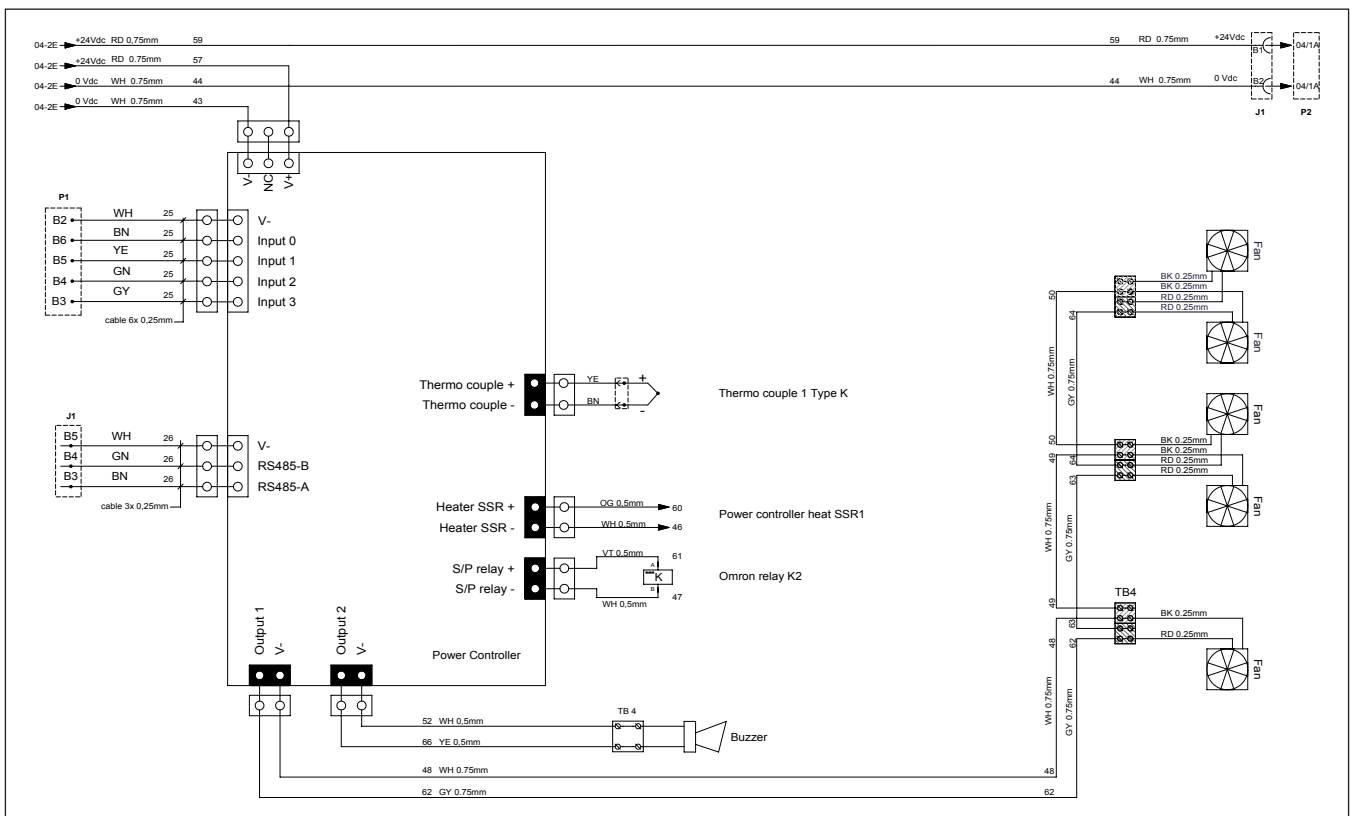 04-2E +24Vdc RD 0,75mm 59 59 RD 0.75mm +24Vdc B1 04/1A
04-2E +24Vdc RD 0.75mm 57
04-2E 0 Vdc WH 0.75mm 44 44 WH 0.75mm 0 Vdc B2 04/1A
04-2E 0 Vdc WH 0.75mm 43
J1 P2
V- NC V+
P1
B2 WH 25 V-
B6 BN 25 Input 0
B5 YE 25 Input 1
B4 GN 25 Input 2
B3 GY 25 Input 3
cable 6x 0,25mm
Thermo couple + YE +
Thermo couple - BN -
Thermo couple 1 Type K
J1
B5 WH 26 V-
B4 GN 26 RS485-B
B3 BN 26 RS485-A
cable 3x 0,25mm
Heater SSR + OG 0,5mm 60
Heater SSR - WH 0,5mm 46
Power controller heat SSR1
S/P relay + VT 0,5mm 61
A
K
B
S/P relay - WH 0,5mm 47
Omron relay K2
Output 1 V- Output 2 V-
Power Controller
52 WH 0,5mm
66 YE 0,5mm
TB 4
Buzzer
48 WH 0.75mm 48
62 GY 0.75mm 62
Fan
BK 0.25mm
BK 0.25mm
RD 0.25mm
RD 0.25mm
50
64
Fan
WH 0.75mm
GY 0.75mm
Fan
BK 0.25mm
BK 0.25mm
RD 0.25mm
RD 0.25mm
50
49
64
63
Fan
WH 0.75mm
GY 0.75mm
TB4
49
48
63
62
BK 0.25mm
RD 0.25mm
Fan
WH 0.75mm
GY 0.75mm